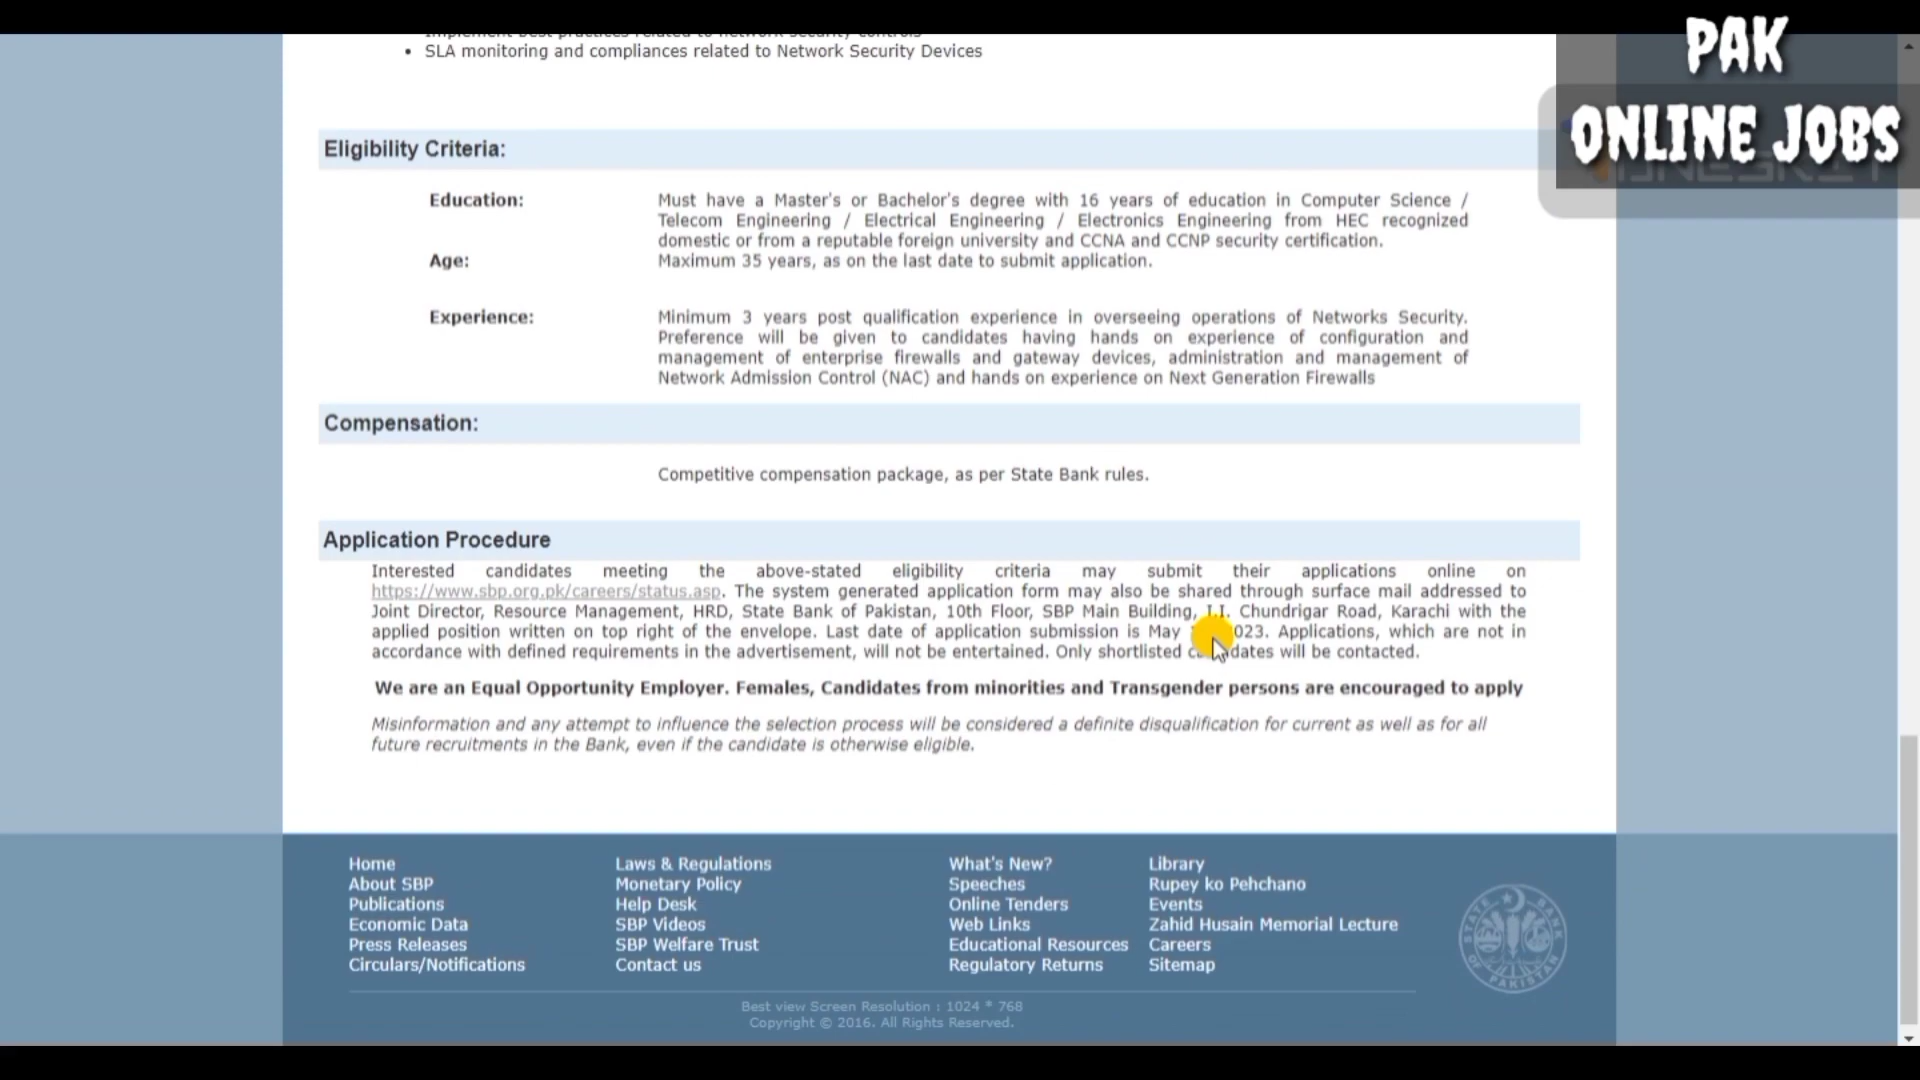 SLA monitoring and compliances related to Network Security Devices
PAK
ONLINE JOBS
Eligibility Criteria:
Education: Must have a Master's or Bachelor's degree with 16 years of education in Computer Science /
Telecom Engineering / Electrical Engineering / Electronics Engineering from HEC recognized
domestic or from a reputable foreign university and CCNA and CCNP security certification.
Age: Maximum 35 years, as on the last date to submit application.
Experience: Minimum 3 years post qualification experience in overseeing operations of Networks Security.
Preference will be given to candidates having hands on experience of configuration and
management of enterprise firewalls and gateway devices, administration and management of
Network Admission Control (NAC) and hands on experience on Next Generation Firewalls
Compensation:
Competitive compensation package, as per State Bank rules.
Application Procedure
Interested candidates meeting the above-stated eligibility criteria may submit their applications online on
https://www.sbp.org.pk/careers/status.asp. The system generated application form may also be shared through surface mail addressed to
Joint Director, Resource Management, HRD, State Bank of Pakistan, 10th Floor, SBP Main Building, I.I. Chundrigar Road, Karachi with the
applied position written on top right of the envelope. Last date of application submission is May 023. Applications, which are not in
accordance with defined requirements in the advertisement, will not be entertained. Only shortlisted will be contacted.
We are an Equal Opportunity Employer. Females, Candidates from minorities and Transgender persons are encouraged to apply
Misinformation and any attempt to influence the selection process will be considered a definite disqualification for current as well as for all
future recruitments in the Bank, even if the candidate is otherwise eligible.
Home Laws & Regulations What's New? Library
About SBP Monetary Policy Speeches Rupey ko Pehchano
Publications Help Desk Online Tenders Events
Economic Data SBP Videos Web Links Zahid Husain Memorial Lecture
Press Releases SBP Welfare Trust Educational Resources Careers
Circulars/Notifications Contact us Regulatory Returns Sitemap
STATE BANK OF PAKISTAN
Best view Screen Resolution : 1024 * 768
Copyright © 2016. All Rights Reserved.